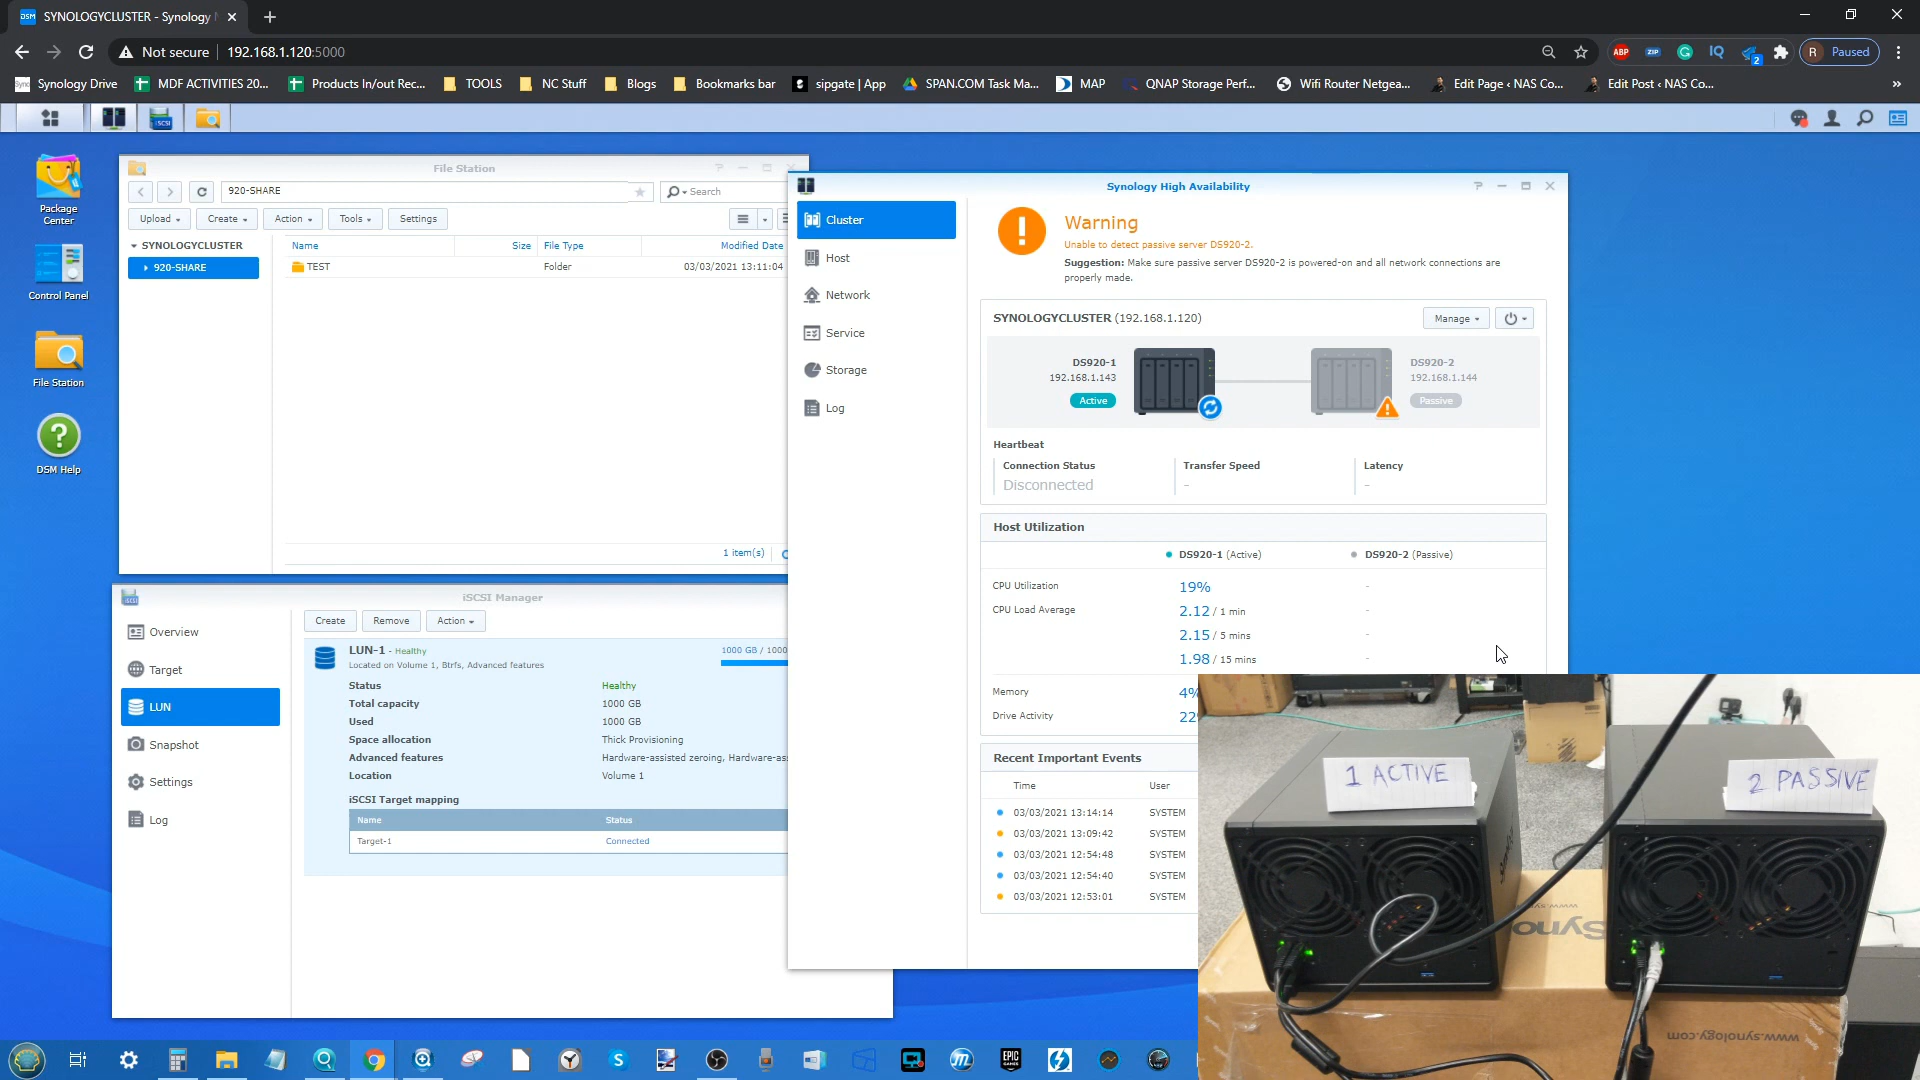 SYNOLOGYCLUSTER - Synology
Not secure 192.168.1.120:5000
ABP ZIP IQ 2 R Paused
Synology Drive MDF ACTIVITIES 20... Products In/out Rec... TOOLS NC Stuff Blogs Bookmarks bar sipgate | App SPAN.COM Task Ma... MAP QNAP Storage Perf... Wifi Router Netgea... Edit Page ‹ NAS Co... Edit Post ‹ NAS Co... »
Package
Center
Control Panel
File Station
DSM Help
File Station
920-SHARE
Search
Upload Create Action Tools Settings
SYNOLOGYCLUSTER
920-SHARE
Name Size File Type Modified Date
TEST Folder 03/03/2021 13:11:04
1 item(s)
iSCSI Manager
Overview
Target
LUN
Snapshot
Settings
Log
Create Remove Action
LUN-1 - Healthy 1000 GB / 1000
Located on Volume 1, Btrfs, Advanced features
Status Healthy
Total capacity 1000 GB
Used 1000 GB
Space allocation Thick Provisioning
Advanced features Hardware-assisted zeroing, Hardware-as
Location Volume 1
iSCSI Target mapping
Name Status
Target-1 Connected
Synology High Availability
Cluster
Host
Network
Service
Storage
Log
Warning
Unable to detect passive server DS920-2.
Suggestion: Make sure passive server DS920-2 is powered-on and all network connections are
properly made.
SYNOLOGYCLUSTER (192.168.1.120) Manage
DS920-1
192.168.1.143
Active
DS920-2
192.168.1.144
Passive
Heartbeat
Connection Status Transfer Speed Latency
Disconnected - -
Host Utilization
DS920-1 (Active) DS920-2 (Passive)
CPU Utilization 19% -
CPU Load Average 2.12 / 1 min -
2.15 / 5 mins -
1.98 / 15 mins -
Memory 4%
Drive Activity 22
Recent Important Events
Time User
03/03/2021 13:14:14 SYSTEM
03/03/2021 13:09:42 SYSTEM
03/03/2021 12:54:48 SYSTEM
03/03/2021 12:54:40 SYSTEM
03/03/2021 12:53:01 SYSTEM
1 ACTIVE
2 PASSIVE
Syno
www.synology.com
EPIC
GAMES